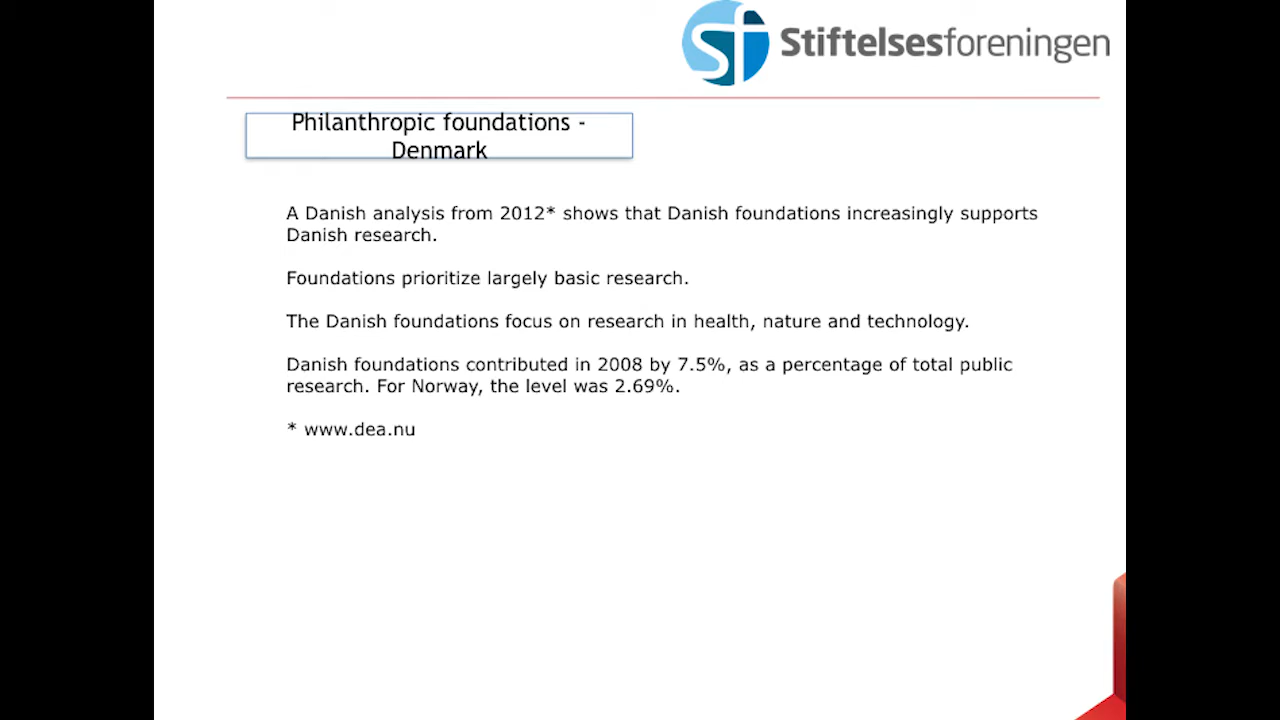 Stiftelsesforeningen
Philanthropic foundations -
Denmark
A Danish analysis from 2012* shows that Danish foundations increasingly supports
Danish research.
Foundations prioritize largely basic research.
The Danish foundations focus on research in health, nature and technology.
Danish foundations contributed in 2008 by 7.5%, as a percentage of total public
research. For Norway, the level was 2.69%.
* www.dea.nu